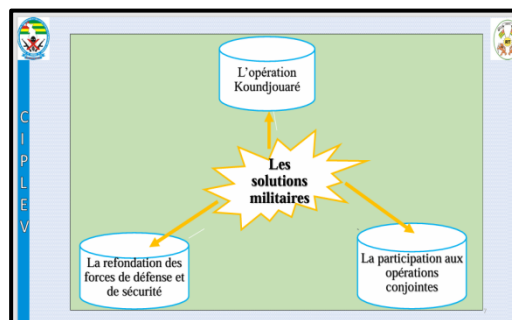 L'opération
Koundjouaré
Les
solutions
militaires
La refondation des
forces de défense et
de sécurité
La participation aux
opérations
conjointes
C
I
P
L
E
V